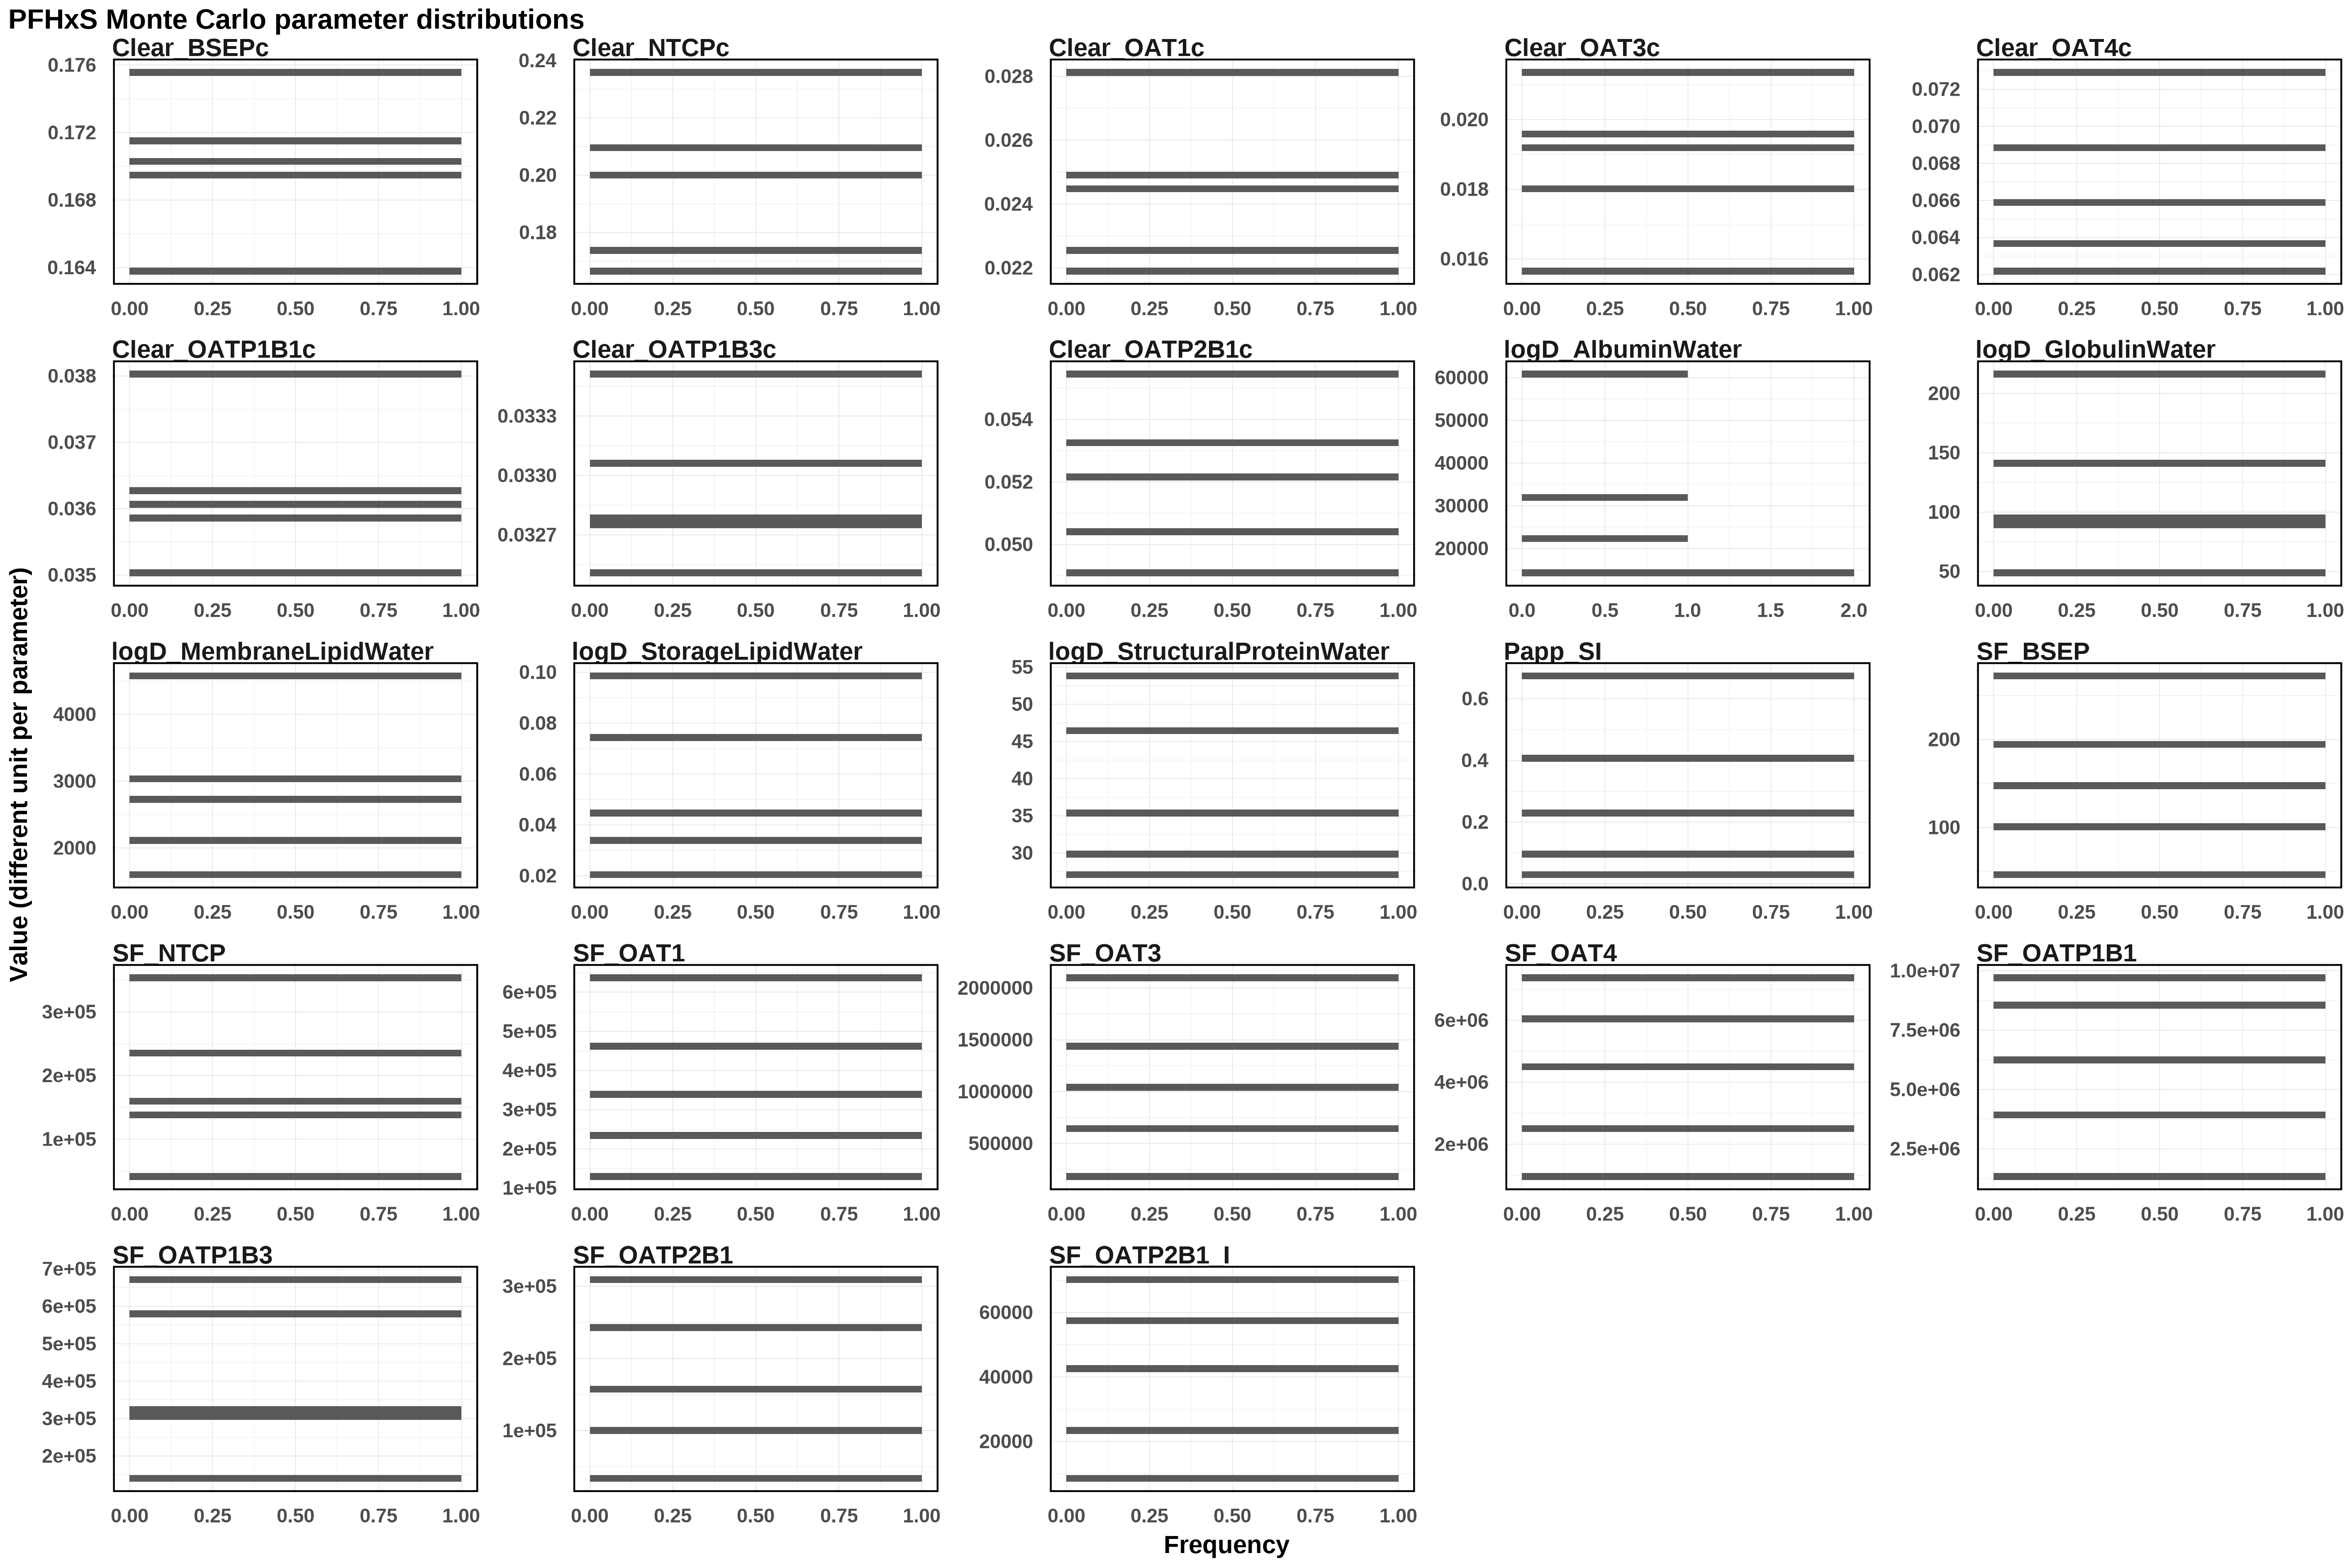 PFHxS Monte Carlo parameter distributions
Clear_BSEPc Clear_NTCPc Clear_OAT1c Clear_OAT3c Clear_OAT4c
0.176 0.172 0.168 0.164
0.24 0.22 0.20 0.18
0.028 0.026 0.024 0.022
0.020 0.018 0.016
0.072 0.070 0.068 0.066 0.064 0.062
0.00 0.25 0.50 0.75 1.00 0.00 0.25 0.50 0.75 1.00 0.00 0.25 0.50 0.75 1.00 0.00 0.25 0.50 0.75 1.00 0.00 0.25 0.50 0.75 1.00
Clear_OATP1B1c Clear_OATP1B3c Clear_OATP2B1c logD_AlbuminWater logD_GlobulinWater
0.038 0.037 0.036 0.035
0.0333 0.0330 0.0327
0.054 0.052 0.050
60000 50000 40000 30000 20000
200 150 100 50
0.00 0.25 0.50 0.75 1.00 0.00 0.25 0.50 0.75 1.00 0.00 0.25 0.50 0.75 1.00 0.0 0.5 1.0 1.5 2.0 0.00 0.25 0.50 0.75 1.00
Value (different unit per parameter)
logD_MembraneLipidWater logD_StorageLipidWater logD_StructuralProteinWater Papp_SI SF_BSEP
4000 3000 2000
0.10 0.08 0.06 0.04 0.02
55 50 45 40 35 30
0.6 0.4 0.2 0.0
200 100
0.00 0.25 0.50 0.75 1.00 0.00 0.25 0.50 0.75 1.00 0.00 0.25 0.50 0.75 1.00 0.00 0.25 0.50 0.75 1.00 0.00 0.25 0.50 0.75 1.00
SF_NTCP SF_OAT1 SF_OAT3 SF_OAT4 SF_OATP1B1
3e+05 2e+05 1e+05
6e+05 5e+05 4e+05 3e+05 2e+05 1e+05
2000000 1500000 1000000 500000
6e+06 4e+06 2e+06
1.0e+07 7.5e+06 5.0e+06 2.5e+06
0.00 0.25 0.50 0.75 1.00 0.00 0.25 0.50 0.75 1.00 0.00 0.25 0.50 0.75 1.00 0.00 0.25 0.50 0.75 1.00 0.00 0.25 0.50 0.75 1.00
SF_OATP1B3 SF_OATP2B1 SF_OATP2B1_I
7e+05 6e+05 5e+05 4e+05 3e+05 2e+05
3e+05 2e+05 1e+05
60000 40000 20000
0.00 0.25 0.50 0.75 1.00 0.00 0.25 0.50 0.75 1.00 0.00 0.25 0.50 0.75 1.00
Frequency